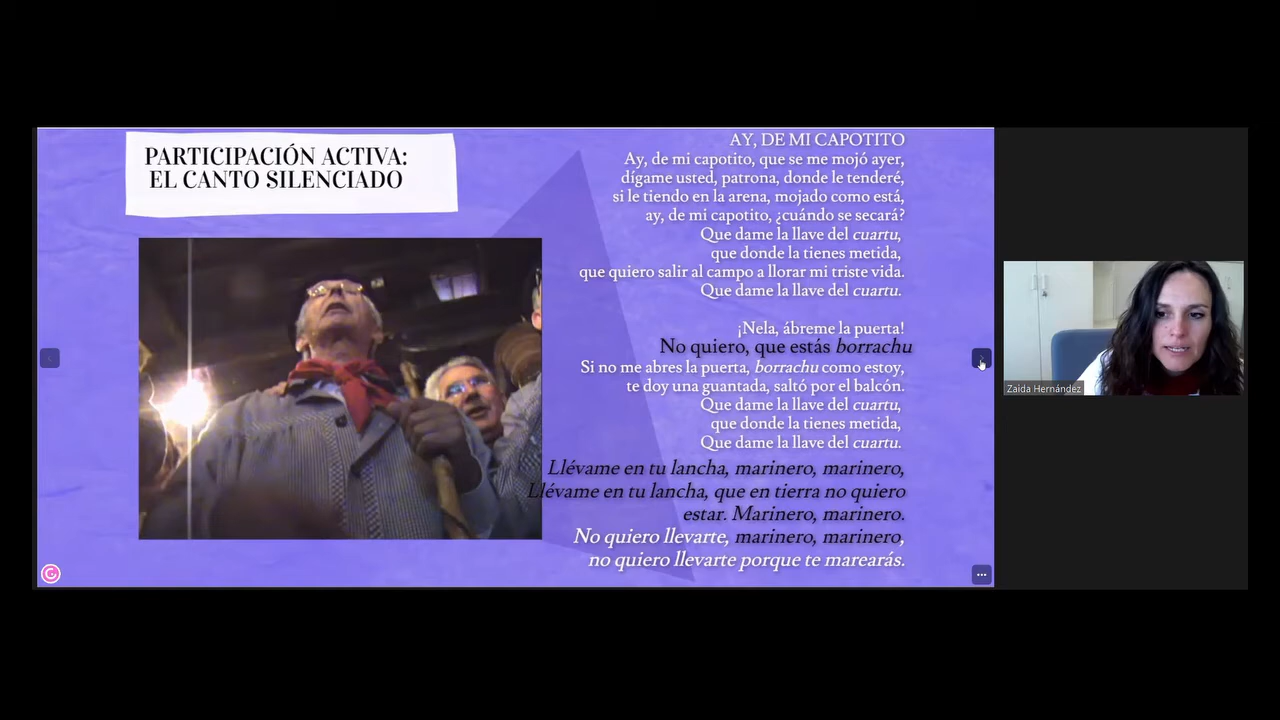 PARTICIPACIÓN ACTIVA:
EL CANTO SILENCIADO
AY, DE MI CAPOTITO
Ay, de mi capotito, que se me mojó ayer,
dígame usted, patrona, donde le tenderé,
si le tiendo en la arena, mojado como está,
ay, de mi capotito, ¿cuándo se secará?
Que dame la llave del cuartu,
que donde la tienes metida,
que quiero salir al campo a llorar mi triste vida.
Que dame la llave del cuartu.
¡Nela, ábreme la puerta!
No quiero, que estás borrachu
Si no me abres la puerta, borrachu como estoy,
te doy una guantada, saltó por el balcón.
Que dame la llave del cuartu,
que donde la tienes metida,
Que dame la llave del cuartu.
Llévame en tu lancha, marinero, marinero,
Llévame en tu lancha, que en tierra no quiero
estar. Marinero, marinero.
No quiero llevarte, marinero, marinero,
no quiero llevarte porque te marearás.
Zaida Hernández